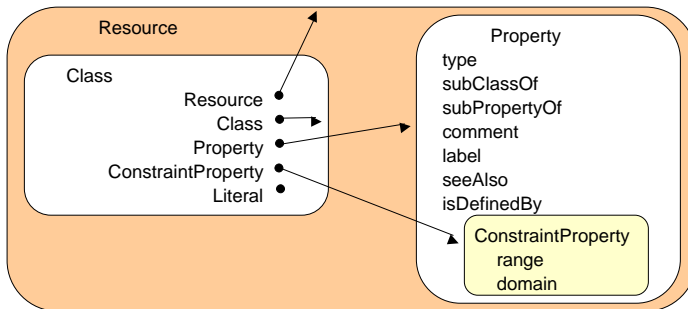 Resource
Class
Resource
Class
Property
ConstraintProperty
Literal
Property
type
subClassOf
subPropertyOf
comment
label
seeAlso
isDefinedBy
ConstraintProperty
range
domain